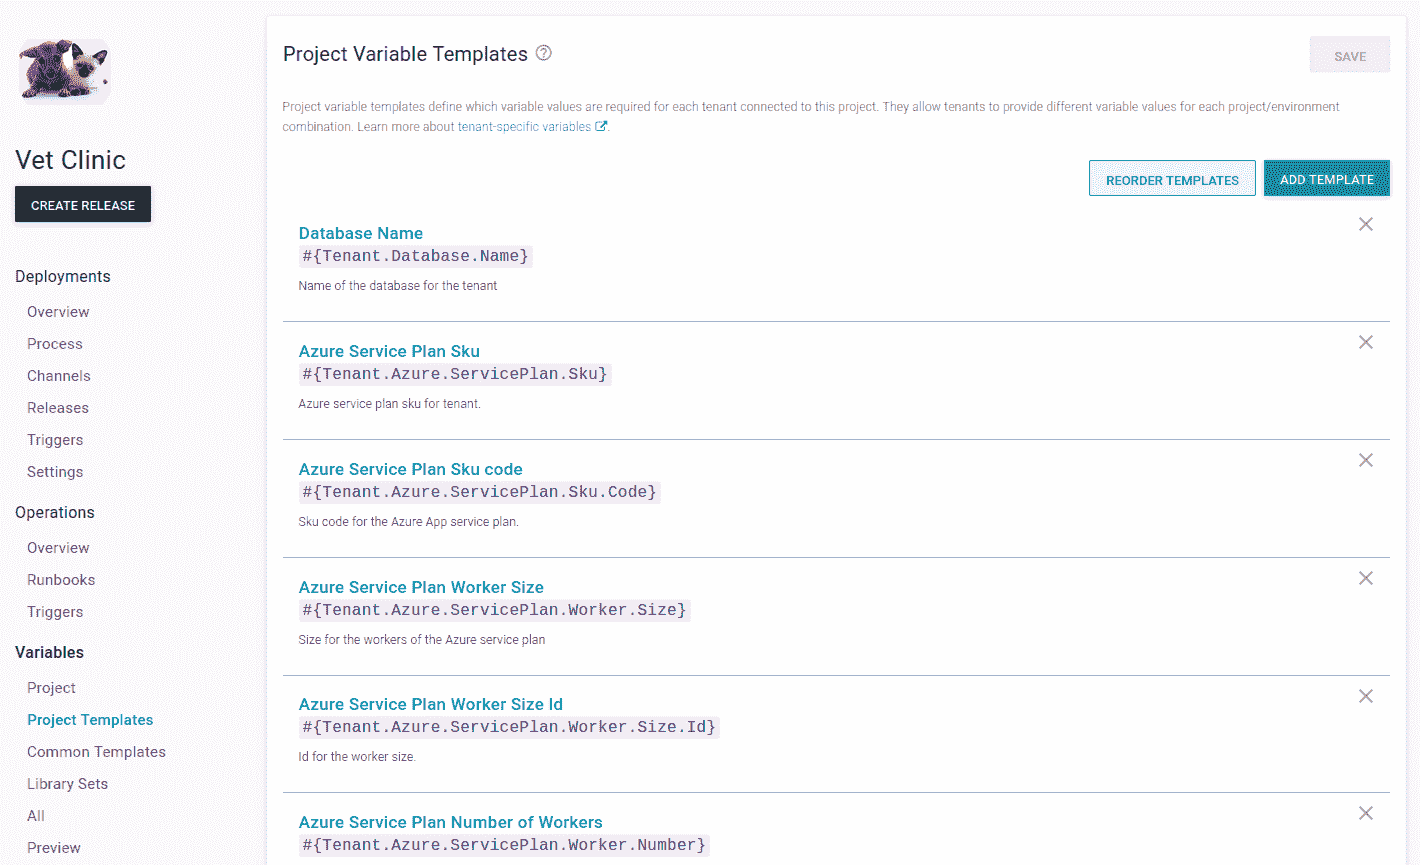 Vet Clinic
CREATE RELEASE
Deployments
Overview
Process
Channels
Releases
Triggers
Settings
Operations
Overview
Runbooks
Triggers
Variables
Project
Project Templates
Common Templates
Library Sets
All
Preview
Project Variable Templates
SAVE
Project variable templates define which variable values are required for each tenant connected to this project. They allow tenants to provide different variable values for each project/environment
combination. Learn more about tenant-specific variables.
REORDER TEMPLATES
ADD TEMPLATE
Database Name
#{Tenant.Database.Name}
Name of the database for the tenant
Azure Service Plan Sku
#{Tenant.Azure.ServicePlan.Sku}
Azure service plan sku for tenant.
Azure Service Plan Sku code
#{Tenant.Azure.ServicePlan.Sku.Code}
Sku code for the Azure App service plan.
Azure Service Plan Worker Size
#{Tenant.Azure.ServicePlan.Worker.Size}
Size for the workers of the Azure service plan
Azure Service Plan Worker Size Id
#{Tenant.Azure.ServicePlan.Worker.Size.Id}
Id for the worker size.
Azure Service Plan Number of Workers
#{Tenant.Azure.ServicePlan.Worker.Number}